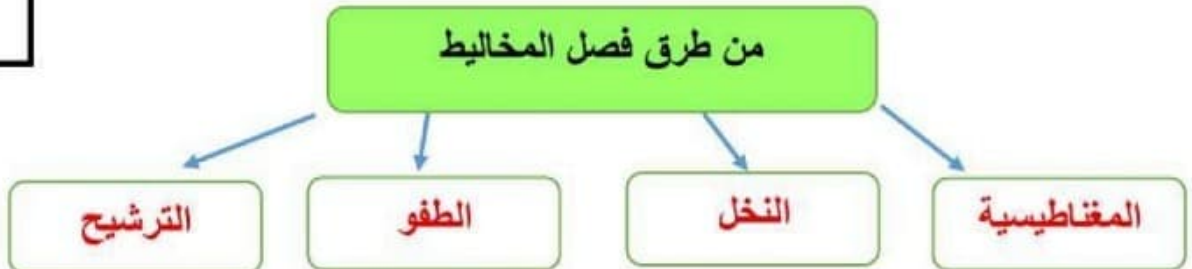 من طرق فصل المخاليط
المغناطيسية
النخل
الطفو
الترشيح